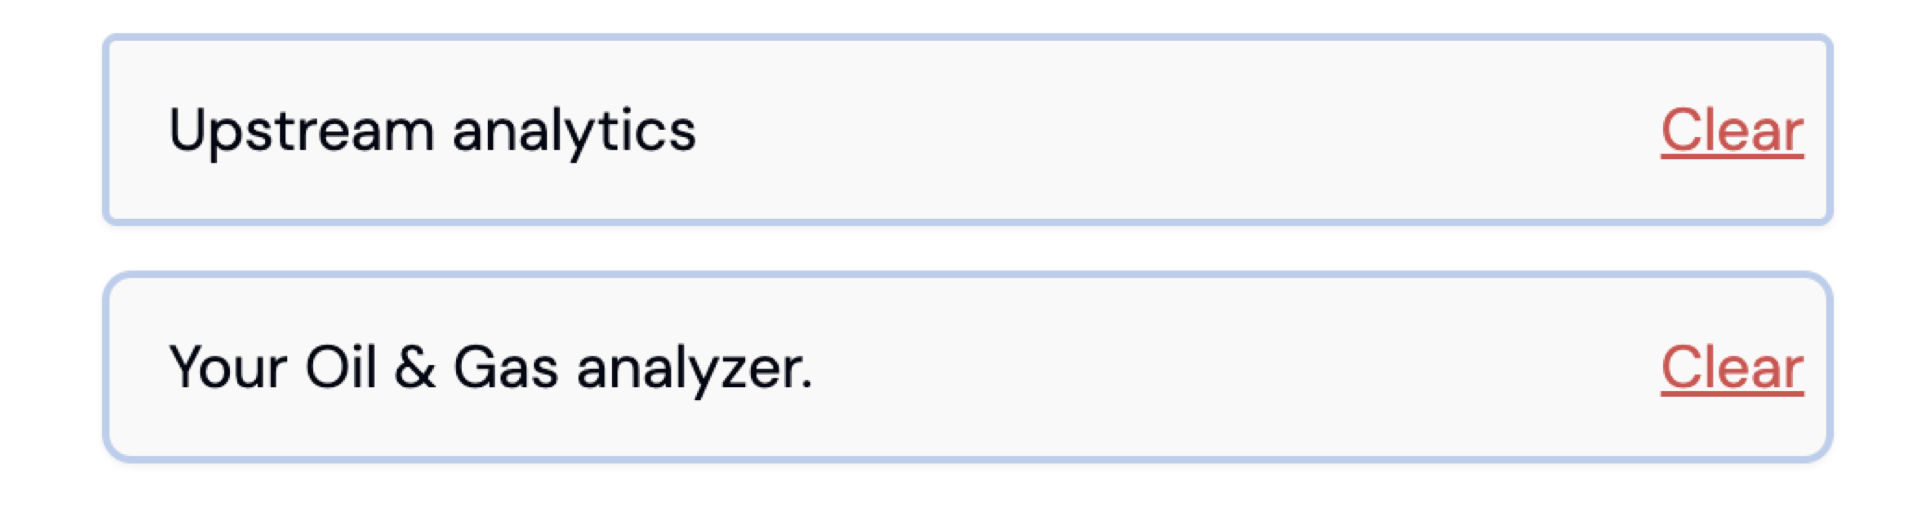 Upstream analytics Clear
Your Oil & Gas analyzer. Clear